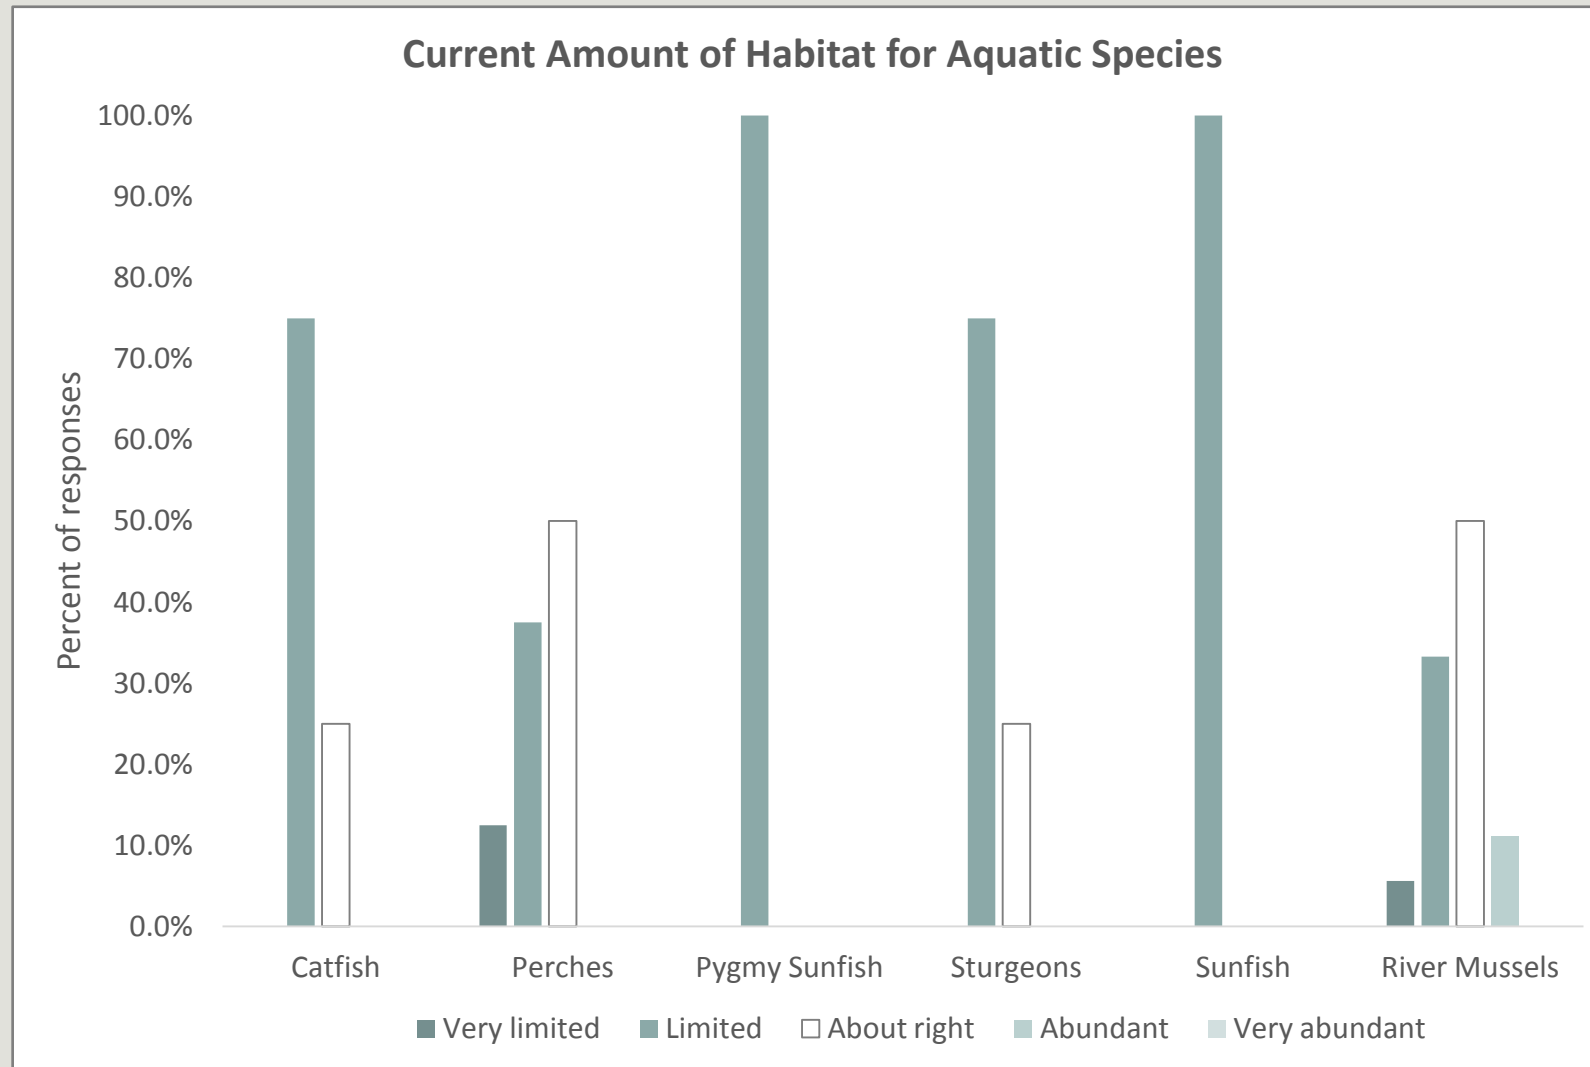 Current Amount of Habitat for Aquatic Species
Percent of responses
100.0%
90.0%
80.0%
70.0%
60.0%
50.0%
40.0%
30.0%
20.0%
10.0%
0.0%
Catfish Perches Pygmy Sunfish Sturgeons Sunfish River Mussels
Very limited Limited About right Abundant Very abundant